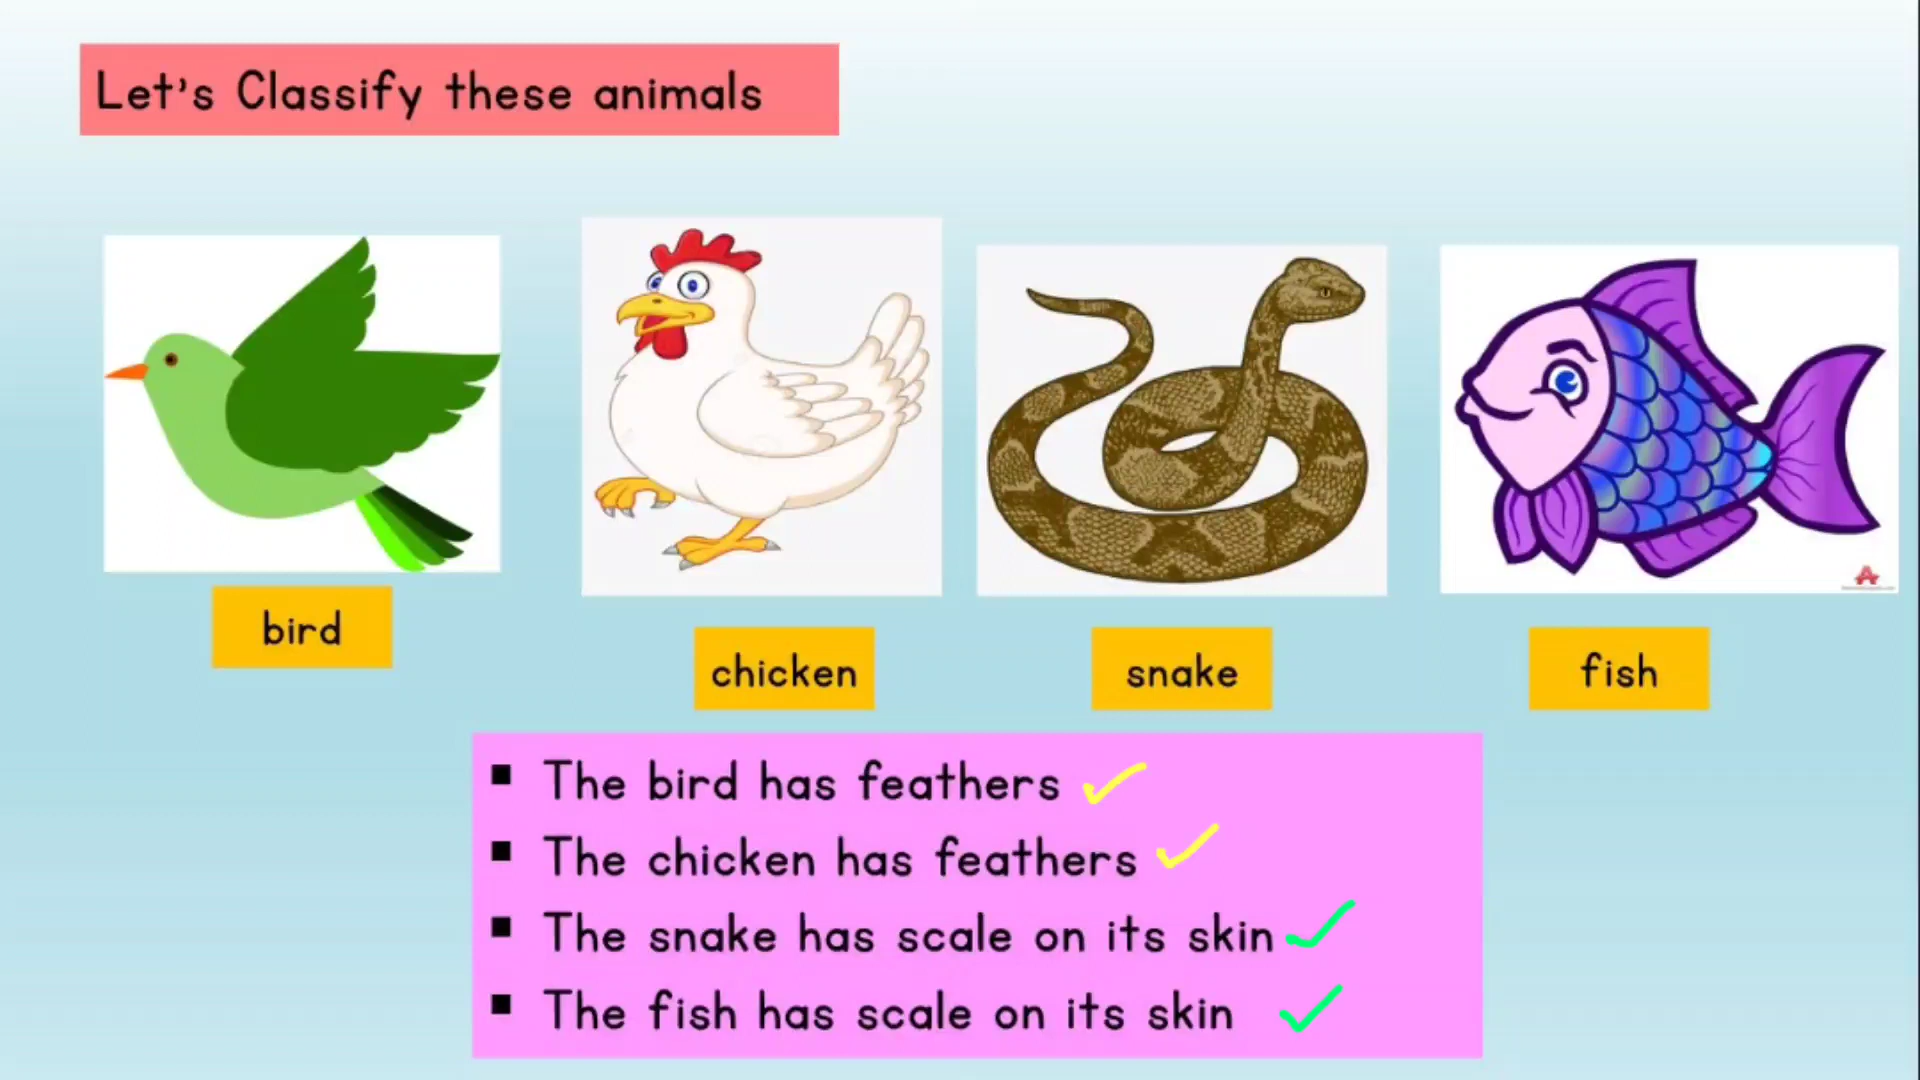 Let's Classify these animals
bird
chicken
snake
fish
▪ The bird has feathers
▪ The chicken has feathers
▪ The snake has scale on its skin
▪ The fish has scale on its skin